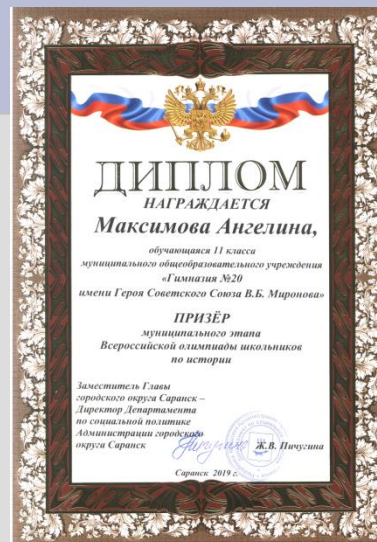 ДИПЛОМ
НАГРАЖДАЕТСЯ
Максимова Ангелина,
обучающаяся 11 класса
муниципального общеобразовательного учреждения
«Гимназия №20
имени Героя Советского Союза В.Б. Миронова»
ПРИЗЁР
муниципального этапа
Всероссийской олимпиады школьников
по истории
Заместитель Главы
городского округа Саранск –
Директор Департамента
по социальной политике
Администрации городского
округа Саранск Ж.В. Пичугина
Саранск 2019 г.